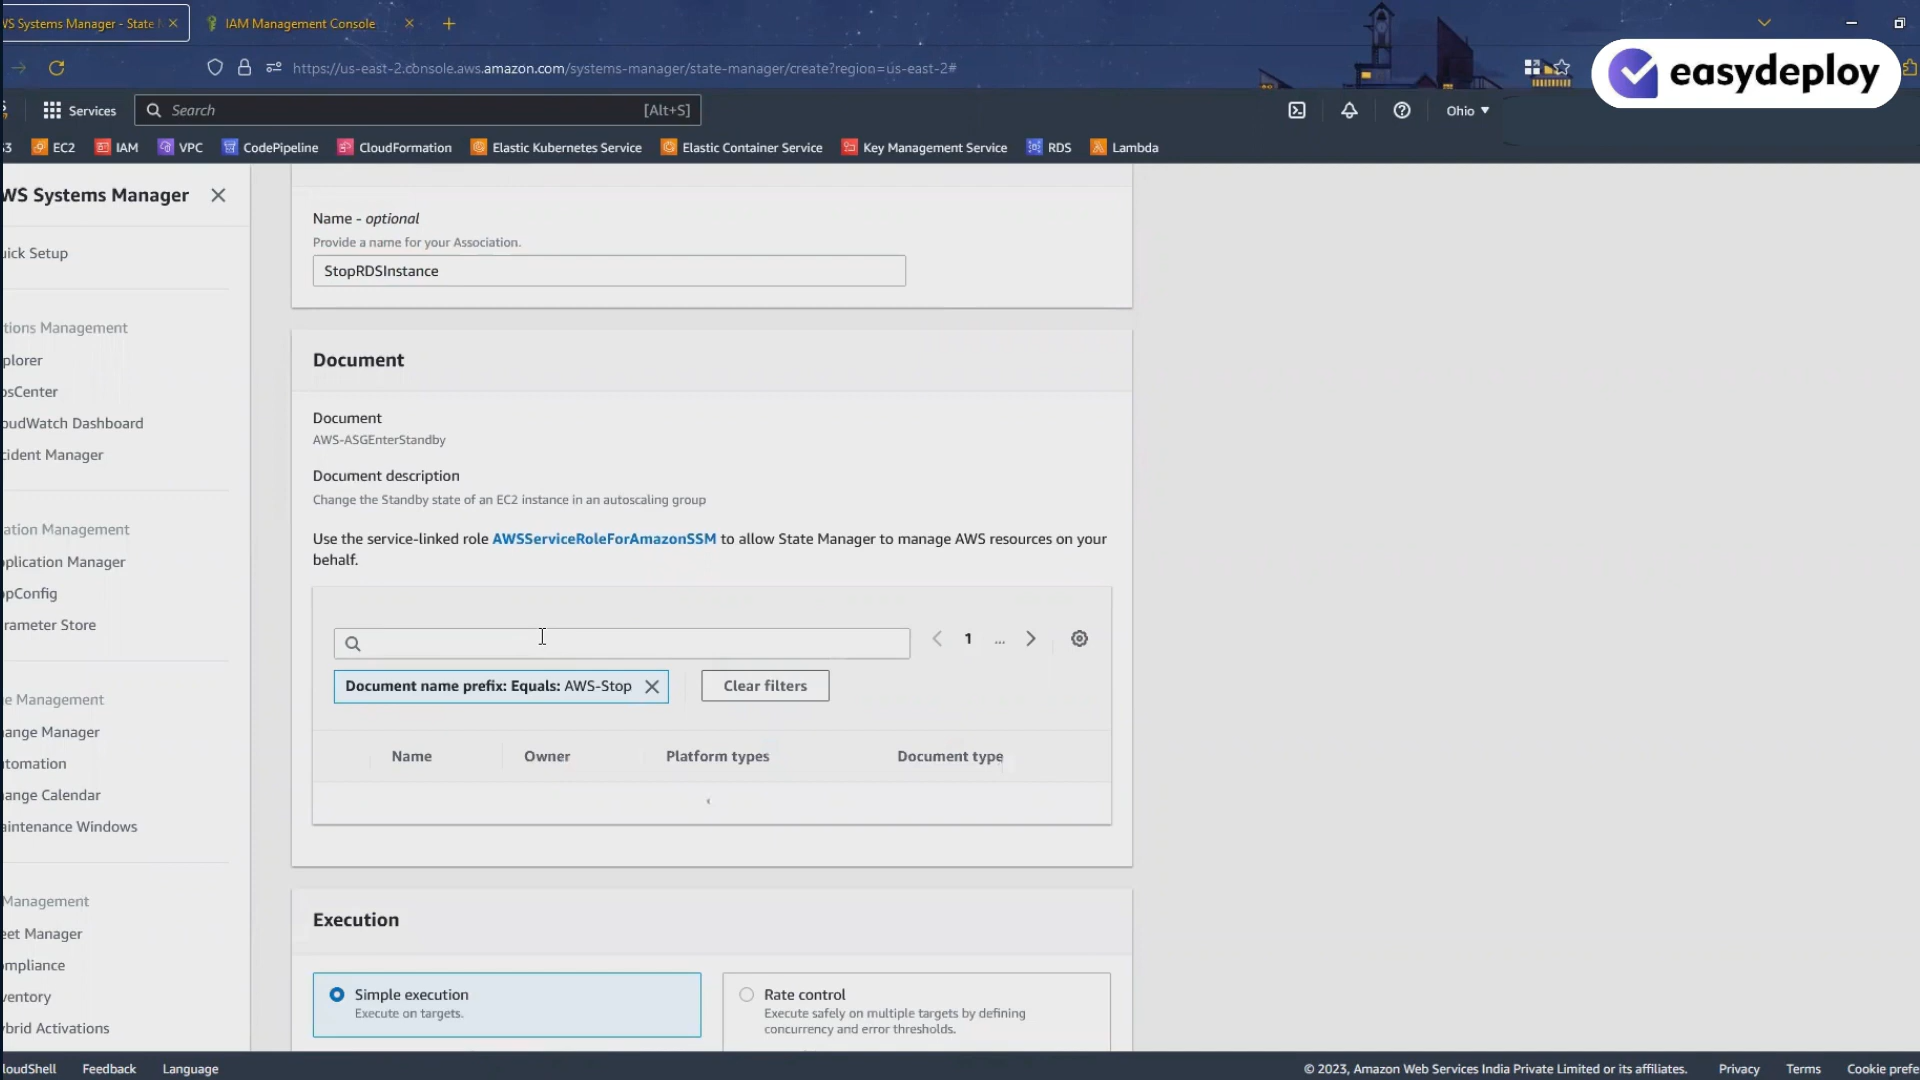 WS Systems Manager - State
IAM Management Console
https://us-east-2.console.aws.amazon.com/systems-manager/state-manager/create?region=us-east-2#
easydeploy
Services
Search
[Alt+S]
Ohio
S3
EC2
IAM
VPC
CodePipeline
CloudFormation
Elastic Kubernetes Service
Elastic Container Service
Key Management Service
RDS
Lambda
WS Systems Manager
uick Setup
tions Management
plorer
psCenter
oudWatch Dashboard
cident Manager
ation Management
plication Manager
pConfig
rameter Store
ge Management
ange Manager
tomation
ange Calendar
aintenance Windows
Management
eet Manager
ompliance
ventory
ybrid Activations
Name - optional
Provide a name for your Association.
StopRDSInstance
Document
Document
AWS-ASGEnterStandby
Document description
Change the Standby state of an EC2 instance in an autoscaling group
Use the service-linked role AWSServiceRoleForAmazonSSM to allow State Manager to manage AWS resources on your
behalf.
1
...
Document name prefix: Equals: AWS-Stop
Clear filters
Name
Owner
Platform types
Document type
Execution
Simple execution
Execute on targets.
Rate control
Execute safely on multiple targets by defining
concurrency and error thresholds.
loudShell
Feedback
Language
© 2023, Amazon Web Services India Private Limited or its affiliates.
Privacy
Terms
Cookie prefe